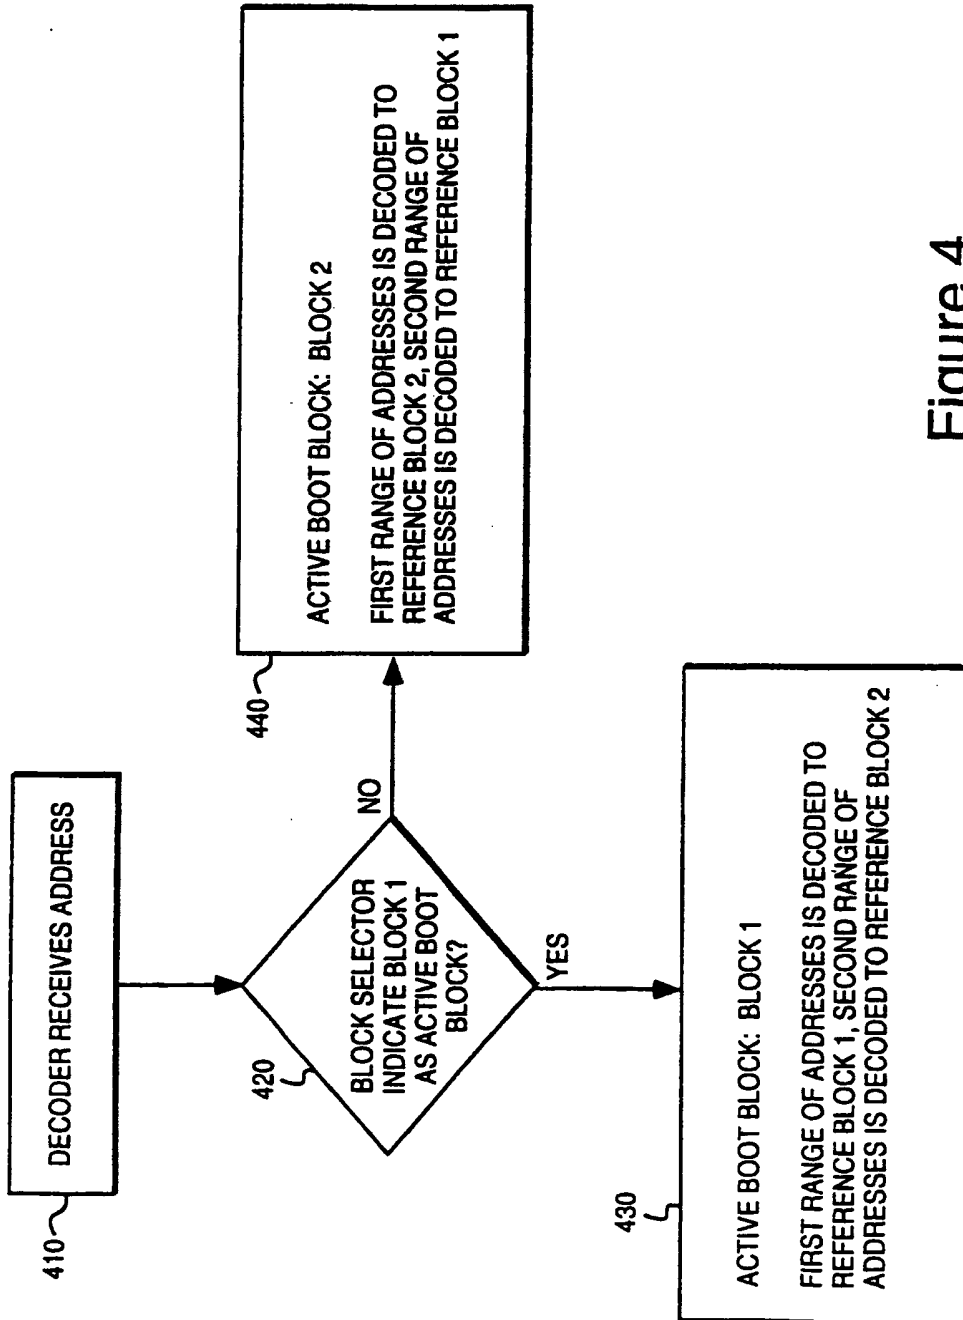 410
DECODER RECEIVES ADDRESS
420
BLOCK SELECTOR
INDICATE BLOCK 1
AS ACTIVE BOOT
BLOCK?
NO
YES
440
ACTIVE BOOT BLOCK: BLOCK 2
FIRST RANGE OF ADDRESSES IS DECODED TO
REFERENCE BLOCK 2, SECOND RANGE OF
ADDRESSES IS DECODED TO REFERENCE BLOCK 1
430
ACTIVE BOOT BLOCK: BLOCK 1
FIRST RANGE OF ADDRESSES IS DECODED TO
REFERENCE BLOCK 1, SECOND RANGE OF
ADDRESSES IS DECODED TO REFERENCE BLOCK 2
Figure 4